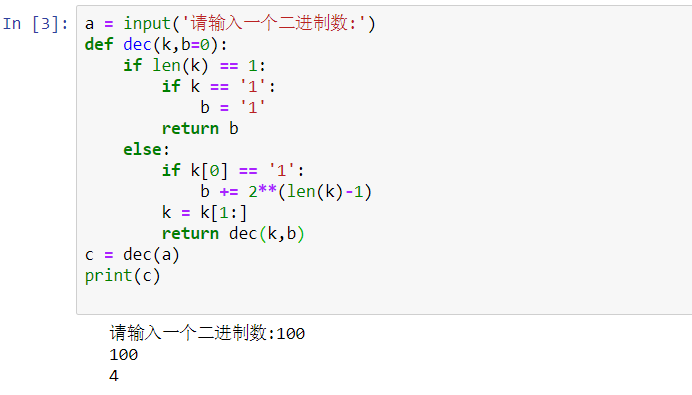 In [3]:
a = input('请输入一个二进制数:')
def dec(k,b=0):
    if len(k) == 1:
        if k == '1':
            b = '1'
        return b
    else:
        if k[0] == '1':
            b += 2**(len(k)-1)
        k = k[1:]
        return dec(k,b)
c = dec(a)
print(c)
请输入一个二进制数:100
100
4